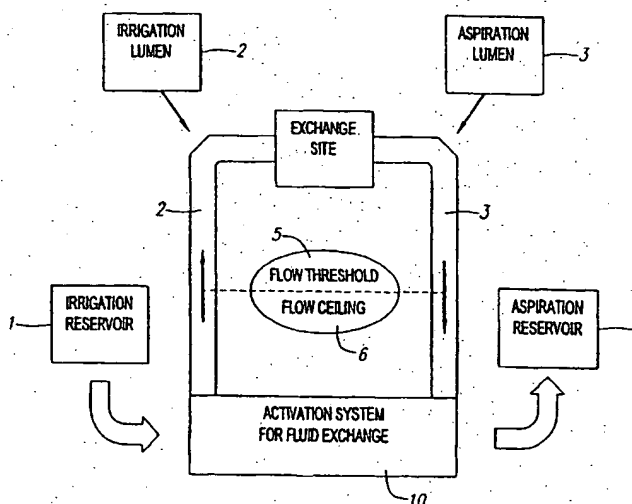 IRRIGATION
LUMEN
2
ASPIRATION
LUMEN
3
EXCHANGE
SITE
2
3
5
FLOW THRESHOLD
FLOW CEILING
6
1
IRRIGATION
RESERVOIR
ASPIRATION
RESERVOIR
ACTIVATION SYSTEM
FOR FLUID EXCHANGE
10